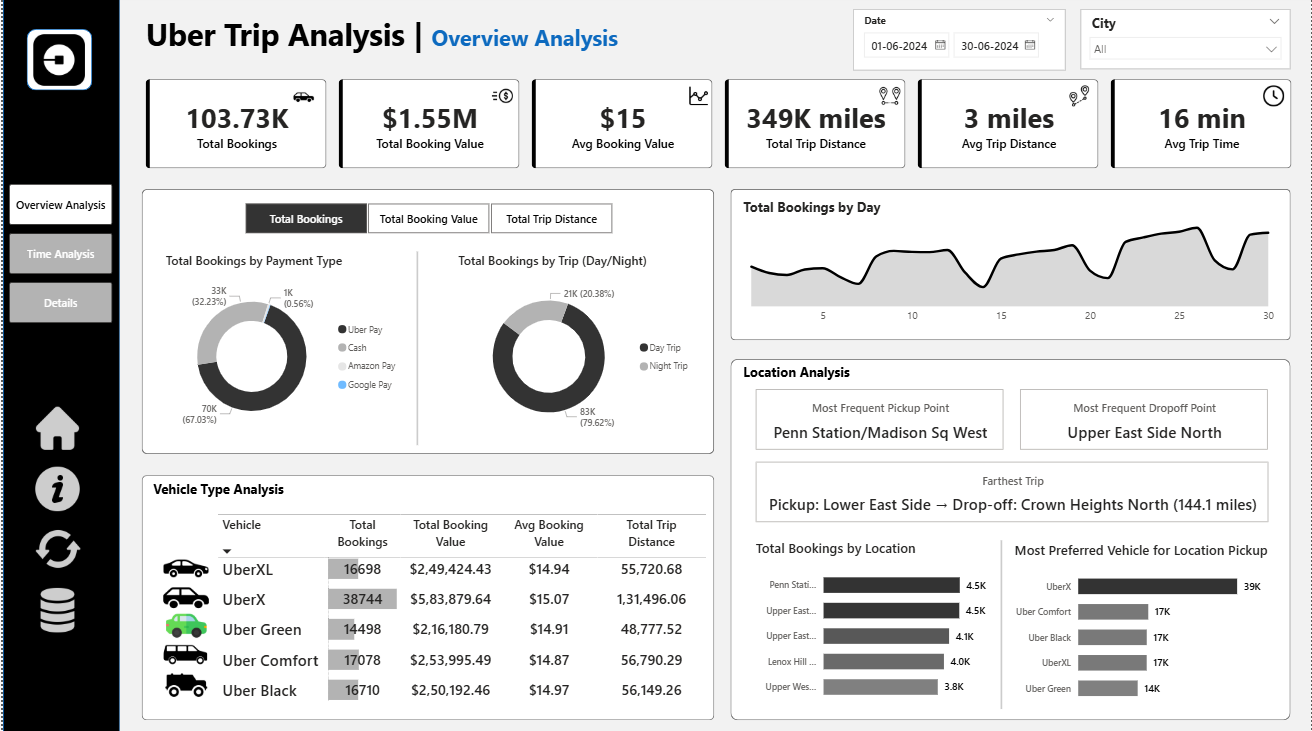 Uber Trip Analysis | Overview Analysis
Date
01-06-2024
30-06-2024
City
All
103.73K
Total Bookings
$1.55M
Total Booking Value
$15
Avg Booking Value
349K miles
Total Trip Distance
3 miles
Avg Trip Distance
16 min
Avg Trip Time
Overview Analysis
Time Analysis
Details
Total Bookings
Total Booking Value
Total Trip Distance
Total Bookings by Payment Type
33K
(32.23%)
1K
(0.56%)
70K
(67.03%)
Uber Pay
Cash
Amazon Pay
Google Pay
Total Bookings by Trip (Day/Night)
21K (20.38%)
83K
(79.62%)
Day Trip
Night Trip
Total Bookings by Day
5 10 15 20 25 30
Vehicle Type Analysis
Vehicle
Total
Bookings
Total Booking
Value
Avg Booking
Value
Total Trip
Distance
UberXL 16698 $2,49,424.43 $14.94 55,720.68
UberX 38744 $5,83,879.64 $15.07 1,31,496.06
Uber Green 14498 $2,16,180.79 $14.91 48,777.52
Uber Comfort 17078 $2,53,995.49 $14.87 56,790.29
Uber Black 16710 $2,50,192.46 $14.97 56,149.26
Location Analysis
Most Frequent Pickup Point
Penn Station/Madison Sq West
Most Frequent Dropoff Point
Upper East Side North
Farthest Trip
Pickup: Lower East Side → Drop-off: Crown Heights North (144.1 miles)
Total Bookings by Location
Penn Stati... 4.5K
Upper East... 4.5K
Upper East... 4.1K
Lenox Hill ... 4.0K
Upper Wes... 3.8K
Most Preferred Vehicle for Location Pickup
UberX 39K
Uber Comfort 17K
Uber Black 17K
UberXL 17K
Uber Green 14K